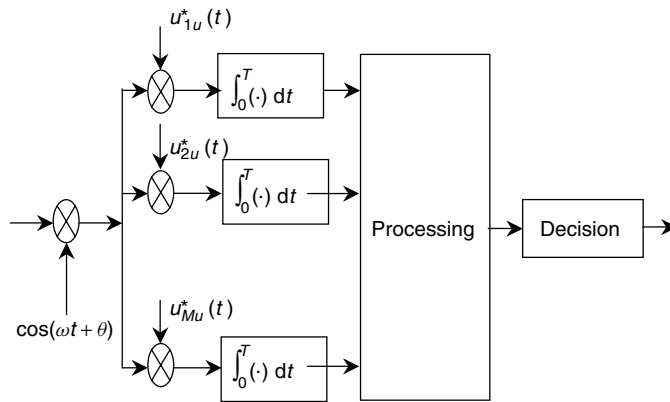 u*₁ᵤ(t)
∫₀ᵀ(·) dt
u*₂ᵤ(t)
∫₀ᵀ(·) dt
Processing
Decision
cos(ωt + θ)
u*ₘᵤ(t)
∫₀ᵀ(·) dt